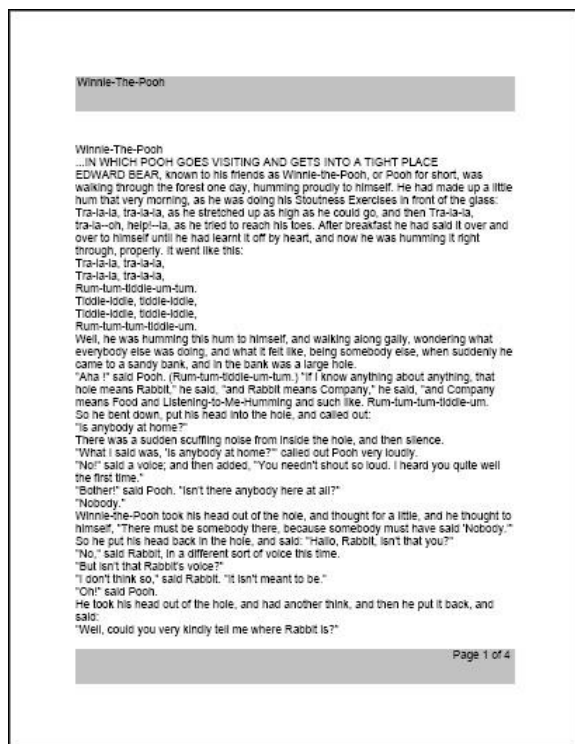 Winnie-The-Pooh
Winnie-The-Pooh
...IN WHICH POOH GOES VISITING AND GETS INTO A TIGHT PLACE
EDWARD BEAR, known to his friends as Winnie-the-Pooh, or Pooh for short, was
walking through the forest one day, humming proudly to himself. He had made up a little
hum that very morning, as he was doing his Stoutness Exercises in front of the glass:
Tra-la-la, tra-la-la, as he stretched up as high as he could go, and then Tra-la-la,
tra-la--oh, help!--la, as he tried to reach his toes. After breakfast he had said it over and
over to himself until he had learnt it off by heart, and now he was humming it right
through, properly. It went like this:
Tra-la-la, tra-la-la,
Tra-la-la, tra-la-la,
Rum-tum-tiddle-um-tum.
Tiddle-iddle, tiddle-iddle,
Tiddle-iddle, tiddle-iddle,
Rum-tum-tum-tiddle-um.
Well, he was humming this hum to himself, and walking along gaily, wondering what
everybody else was doing, and what it felt like, being somebody else, when suddenly he
came to a sandy bank, and in the bank was a large hole.
"Aha !" said Pooh. (Rum-tum-tiddle-um-tum.) "If I know anything about anything, that
hole means Rabbit," he said, "and Rabbit means Company," he said, "and Company
means Food and Listening-to-Me-Humming and such like. Rum-tum-tum-tiddle-um.
So he bent down, put his head into the hole, and called out:
"Is anybody at home?"
There was a sudden scuffling noise from inside the hole, and then silence.
"What I said was, 'Is anybody at home?'" called out Pooh very loudly.
"No!" said a voice; and then added, "You needn't shout so loud. I heard you quite well
the first time."
"Bother!" said Pooh. "Isn't there anybody here at all?"
"Nobody."
Winnie-the-Pooh took his head out of the hole, and thought for a little, and he thought to
himself, "There must be somebody there, because somebody must have said 'Nobody.'"
So he put his head back in the hole, and said: "Hallo, Rabbit, isn't that you?"
"No," said Rabbit, in a different sort of voice this time.
"But isn't that Rabbit's voice?"
"I don't think so," said Rabbit. "It isn't meant to be."
"Oh!" said Pooh.
He took his head out of the hole, and had another think, and then he put it back, and
said:
"Well, could you very kindly tell me where Rabbit is?"
Page 1 of 4